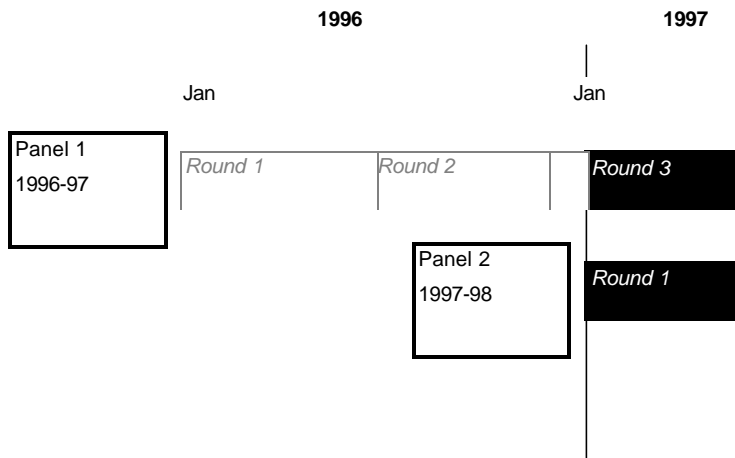 1996 1997
Jan Jan
Panel 1
1996-97
Round 1 Round 2 Round 3
Panel 2
1997-98
Round 1